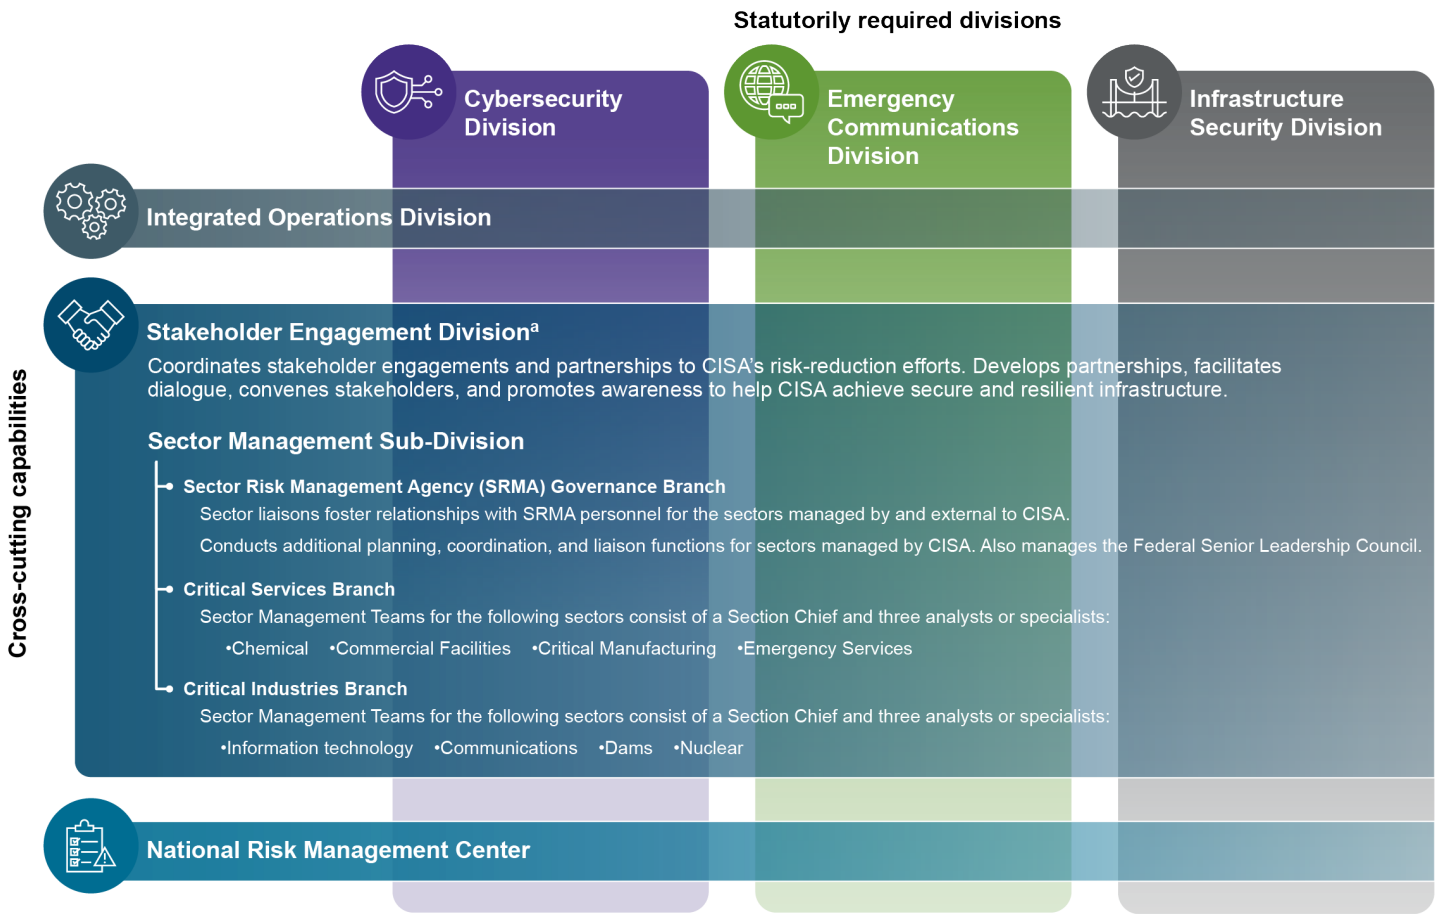 Statutorily required divisions
Cybersecurity
Division
Emergency
Communications
Division
Infrastructure
Security Division
Cross-cutting capabilities
Integrated Operations Division
Stakeholder Engagement Divisionª
Coordinates stakeholder engagements and partnerships to CISA's risk-reduction efforts. Develops partnerships, facilitates
dialogue, convenes stakeholders, and promotes awareness to help CISA achieve secure and resilient infrastructure.
Sector Management Sub-Division
Sector Risk Management Agency (SRMA) Governance Branch
Sector liaisons foster relationships with SRMA personnel for the sectors managed by and external to CISA.
Conducts additional planning, coordination, and liaison functions for sectors managed by CISA. Also manages the Federal Senior Leadership Council.
Critical Services Branch
Sector Management Teams for the following sectors consist of a Section Chief and three analysts or specialists:
•Chemical •Commercial Facilities •Critical Manufacturing •Emergency Services
Critical Industries Branch
Sector Management Teams for the following sectors consist of a Section Chief and three analysts or specialists:
•Information technology •Communications •Dams •Nuclear
National Risk Management Center